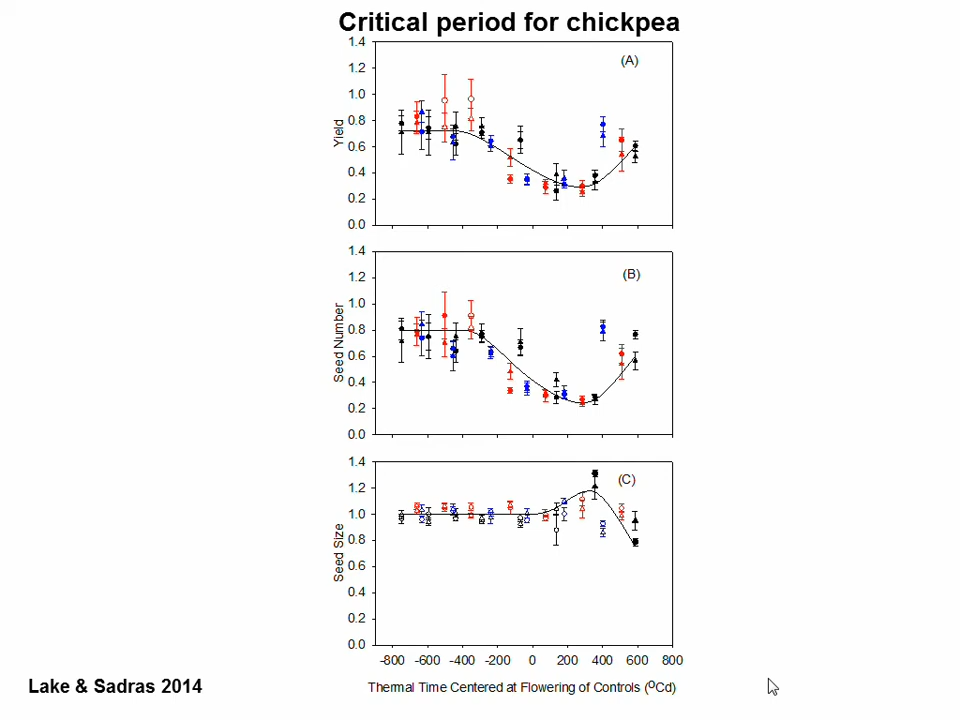 Critical period for chickpea
1.4
1.2
1.0
0.8
0.6
0.4
0.2
0.0
Yield
(A)
1.4
1.2
1.0
0.8
0.6
0.4
0.2
0.0
Seed Number
(B)
1.4
1.2
1.0
0.8
0.6
0.4
0.2
0.0
Seed Size
(C)
-800 -600 -400 -200 0 200 400 600 800
Thermal Time Centered at Flowering of Controls (ºCd)
Lake & Sadras 2014